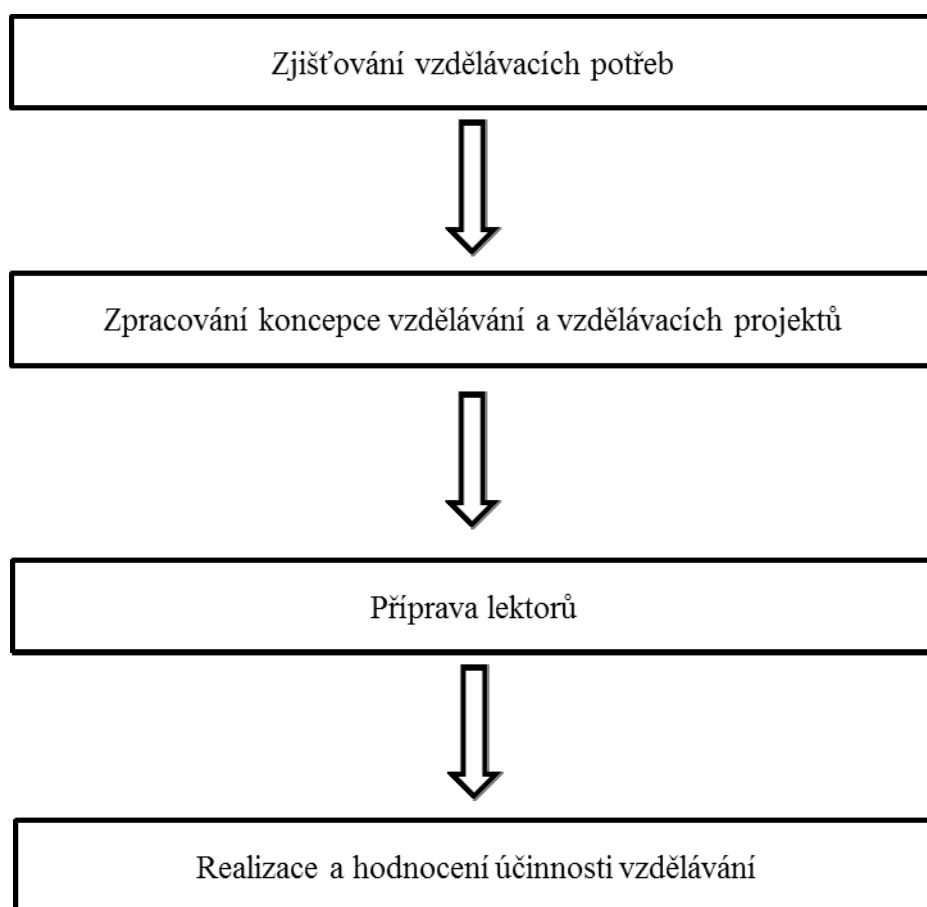 Zjišťování vzdělávacích potřeb
Zpracování koncepce vzdělávání a vzdělávacích projektů
Příprava lektorů
Realizace a hodnocení účinnosti vzdělávání